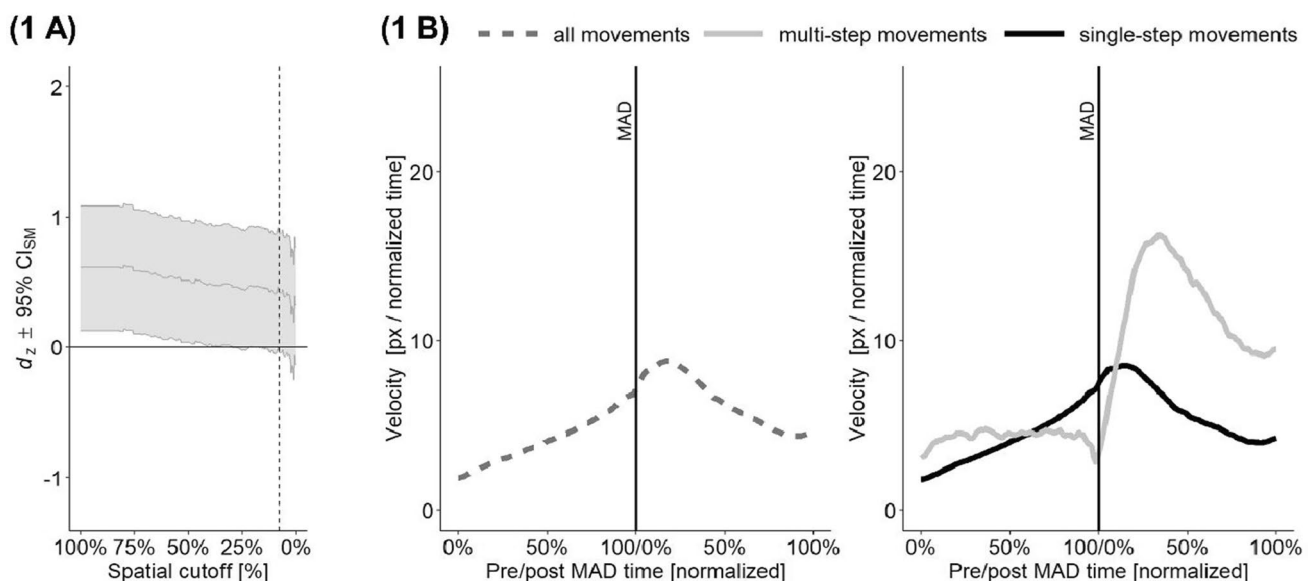 (1 A)
(1 B)
all movements
multi-step movements
single-step movements
2
1
0
-1
d_z ± 95% CI_SM
100%
75%
50%
25%
0%
Spatial cutoff [%]
MAD
20
10
0
Velocity [px / normalized time]
0%
50%
100/0%
50%
100%
Pre/post MAD time [normalized]
MAD
20
10
0
Velocity [px / normalized time]
0%
50%
100/0%
50%
100%
Pre/post MAD time [normalized]